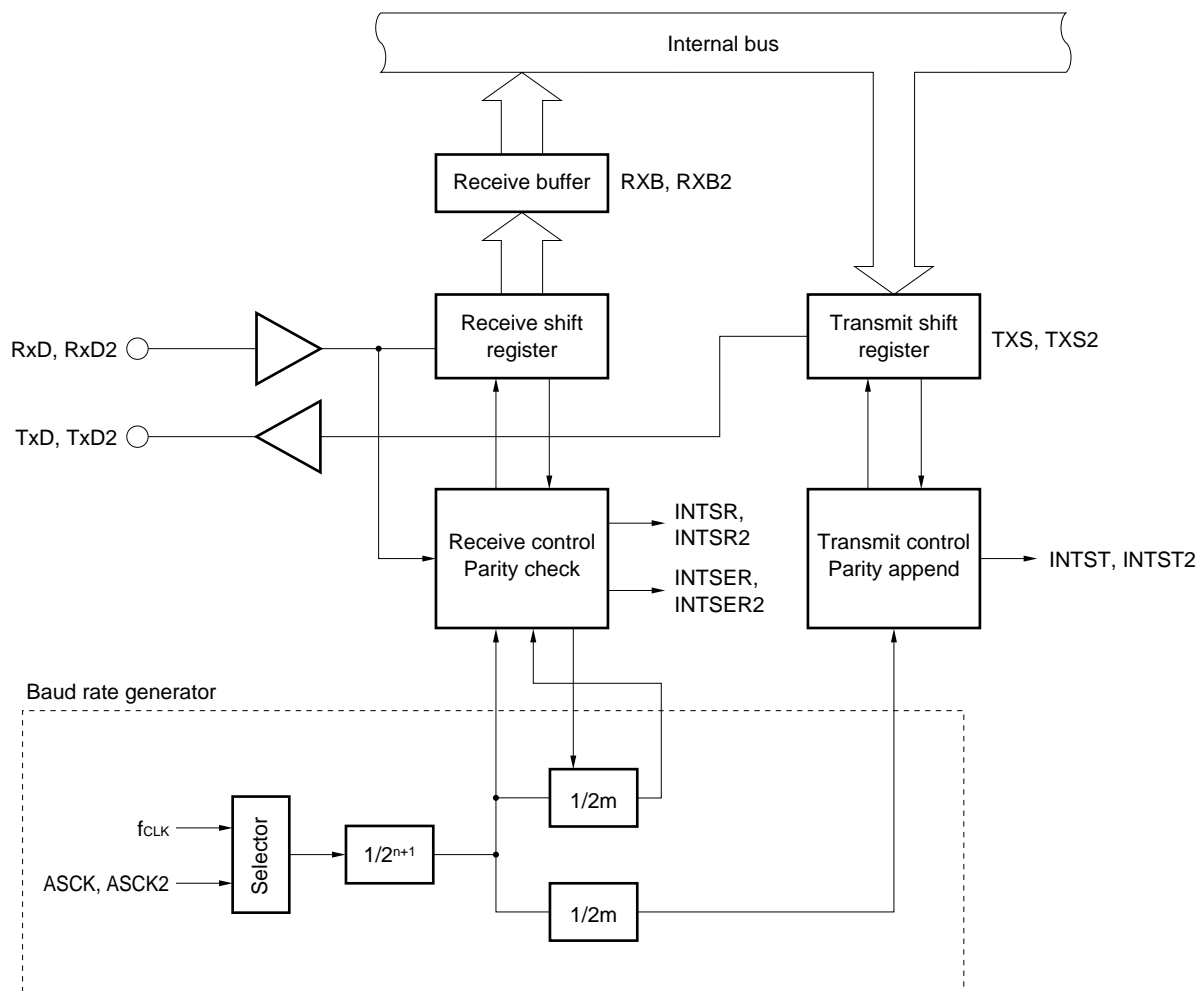 Internal bus
Receive buffer
RXB, RXB2
Receive shift
register
Transmit shift
register
TXS, TXS2
RxD, RxD2
TxD, TxD2
Receive control
Parity check
INTSR,
INTSR2
INTSER,
INTSER2
Transmit control
Parity append
INTST, INTST2
Baud rate generator
fCLK
ASCK, ASCK2
Selector
1/2ⁿ⁺¹
1/2m
1/2m